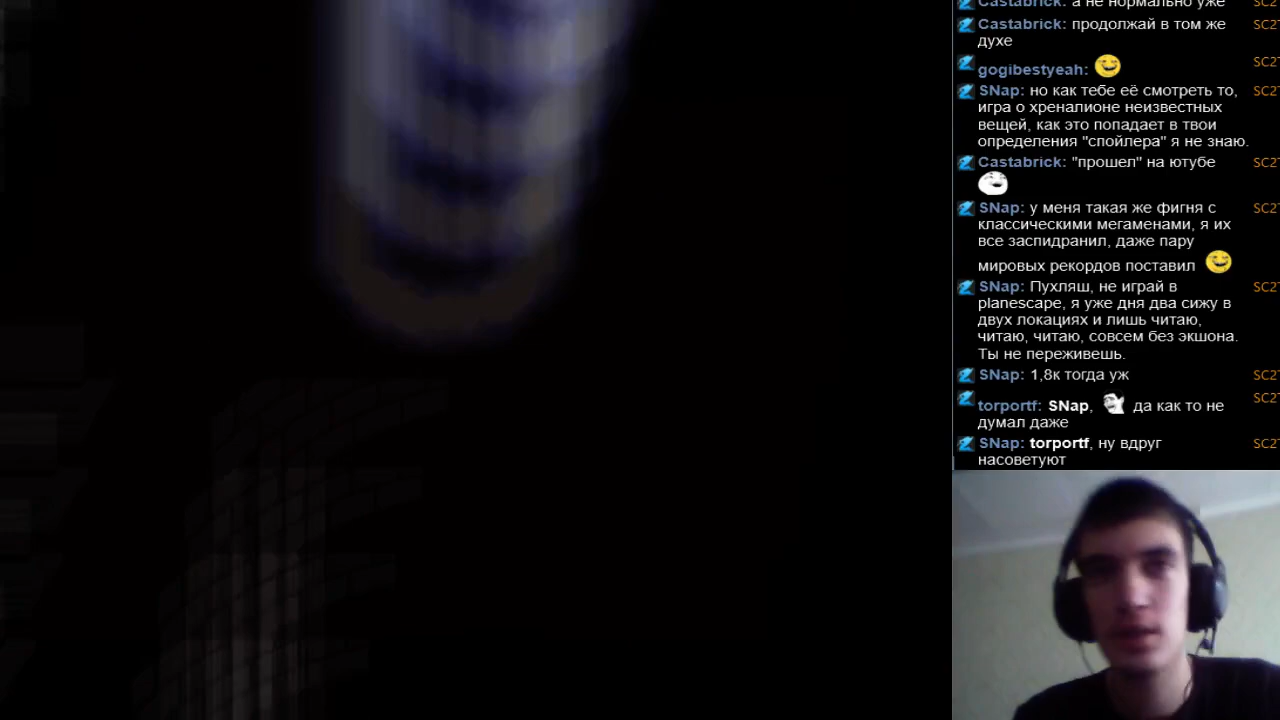 Castabrick: а не нормально уже
Castabrick: продолжай в том же
духе
gogibestyeah:
SNap: но как тебе её смотреть то,
игра о хреналионе неизвестных
вещей, как это попадает в твои
определения "спойлера" я не знаю.
Castabrick: "прошел" на ютубе
SNap: у меня такая же фигня с
классическими мегаменами, я их
все заспидранил, даже пару
мировых рекордов поставил
SNap: Пухляш, не играй в
planescape, я уже дня два сижу в
двух локациях и лишь читаю,
читаю, читаю, совсем без экшона.
Ты не переживешь.
SNap: 1,8к тогда уж
torportf: SNap, да как то не
думал даже
SNap: torportf, ну вдруг
насоветуют